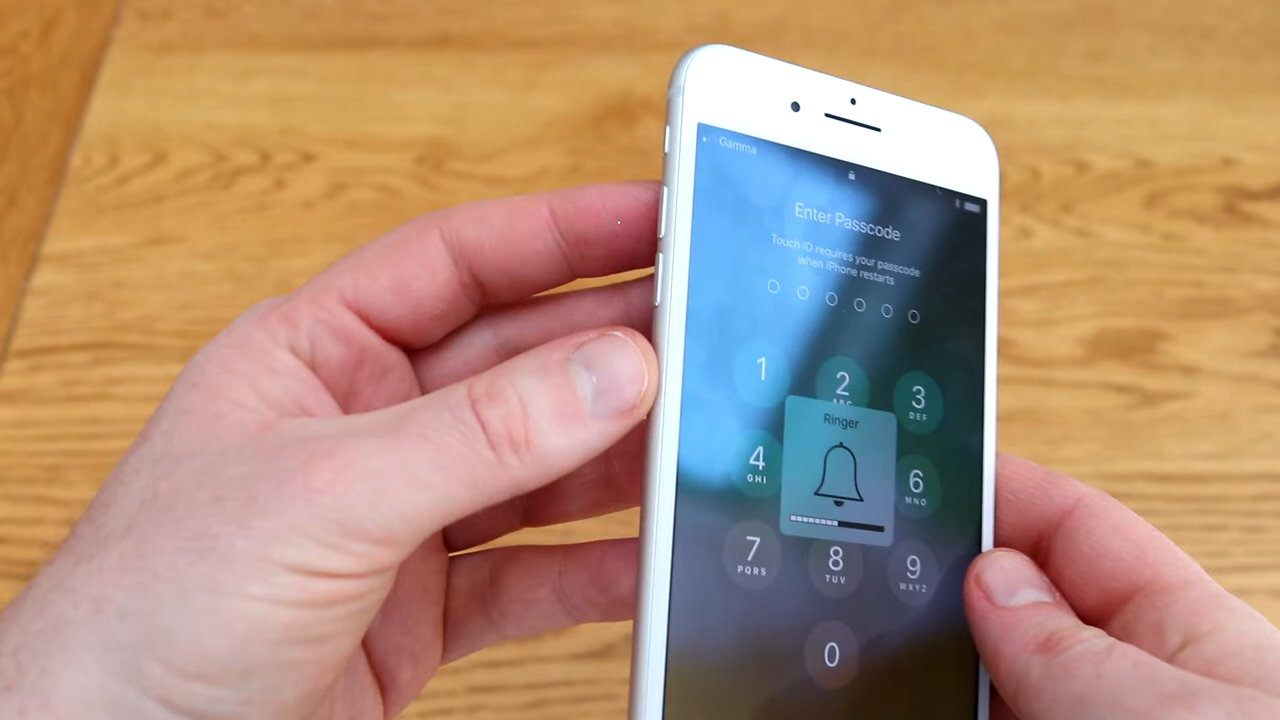 Gamma
Enter Passcode
Touch ID requires your passcode
when iPhone restarts
1
2
ABC
3
DEF
Ringer
4
GHI
6
MNO
7
PQRS
8
TUV
9
WXYZ
0